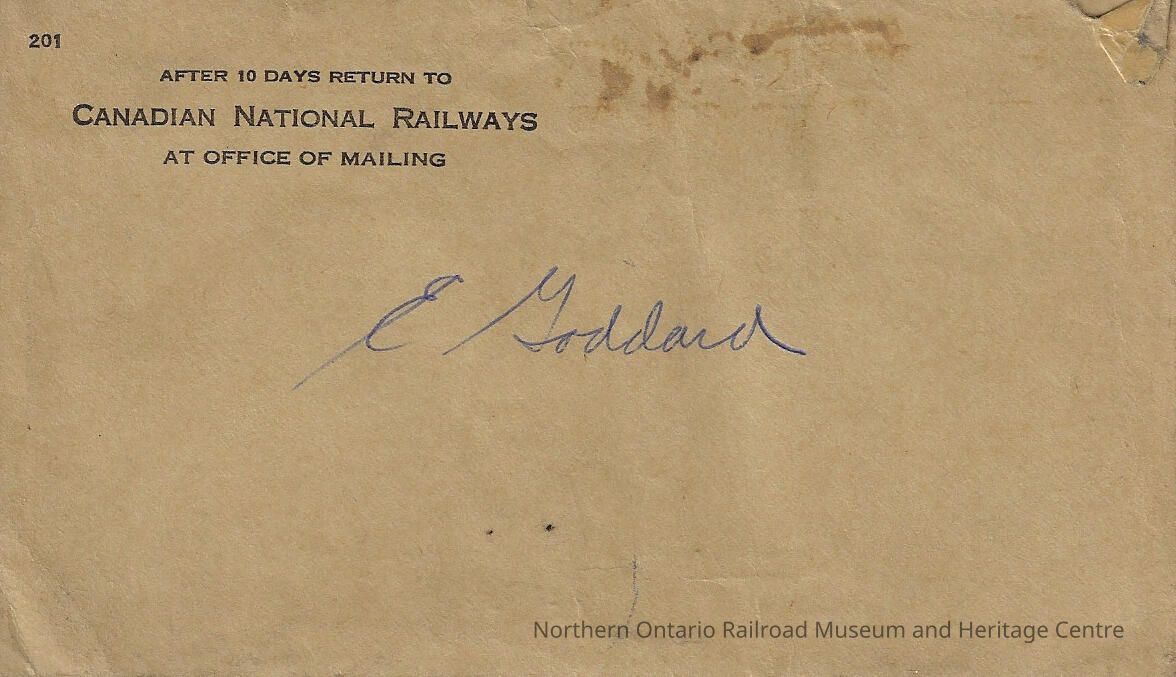 201
AFTER 10 DAYS RETURN TO
CANADIAN NATIONAL RAILWAYS
AT OFFICE OF MAILING
E Goddard
Northern Ontario Railroad Museum and Heritage Centre